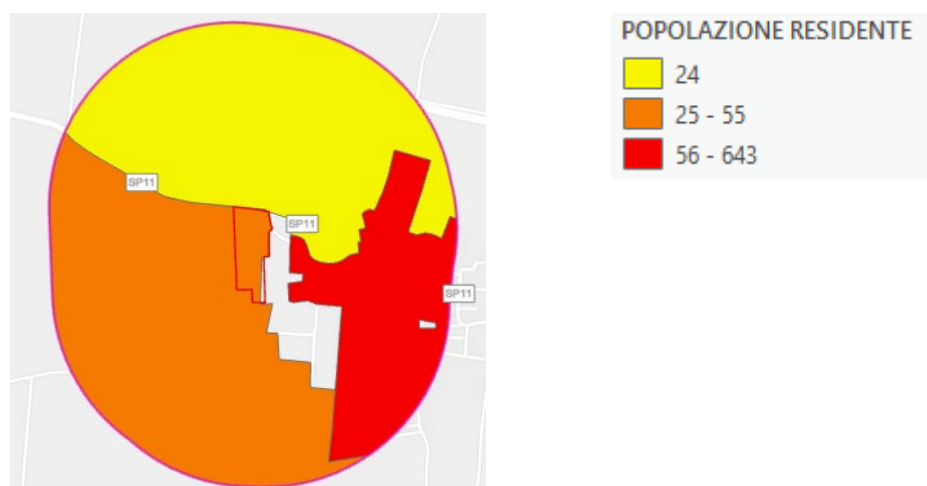 POPOLAZIONE RESIDENTE
24
25 - 55
56 - 643
SP11
SP11
SP11